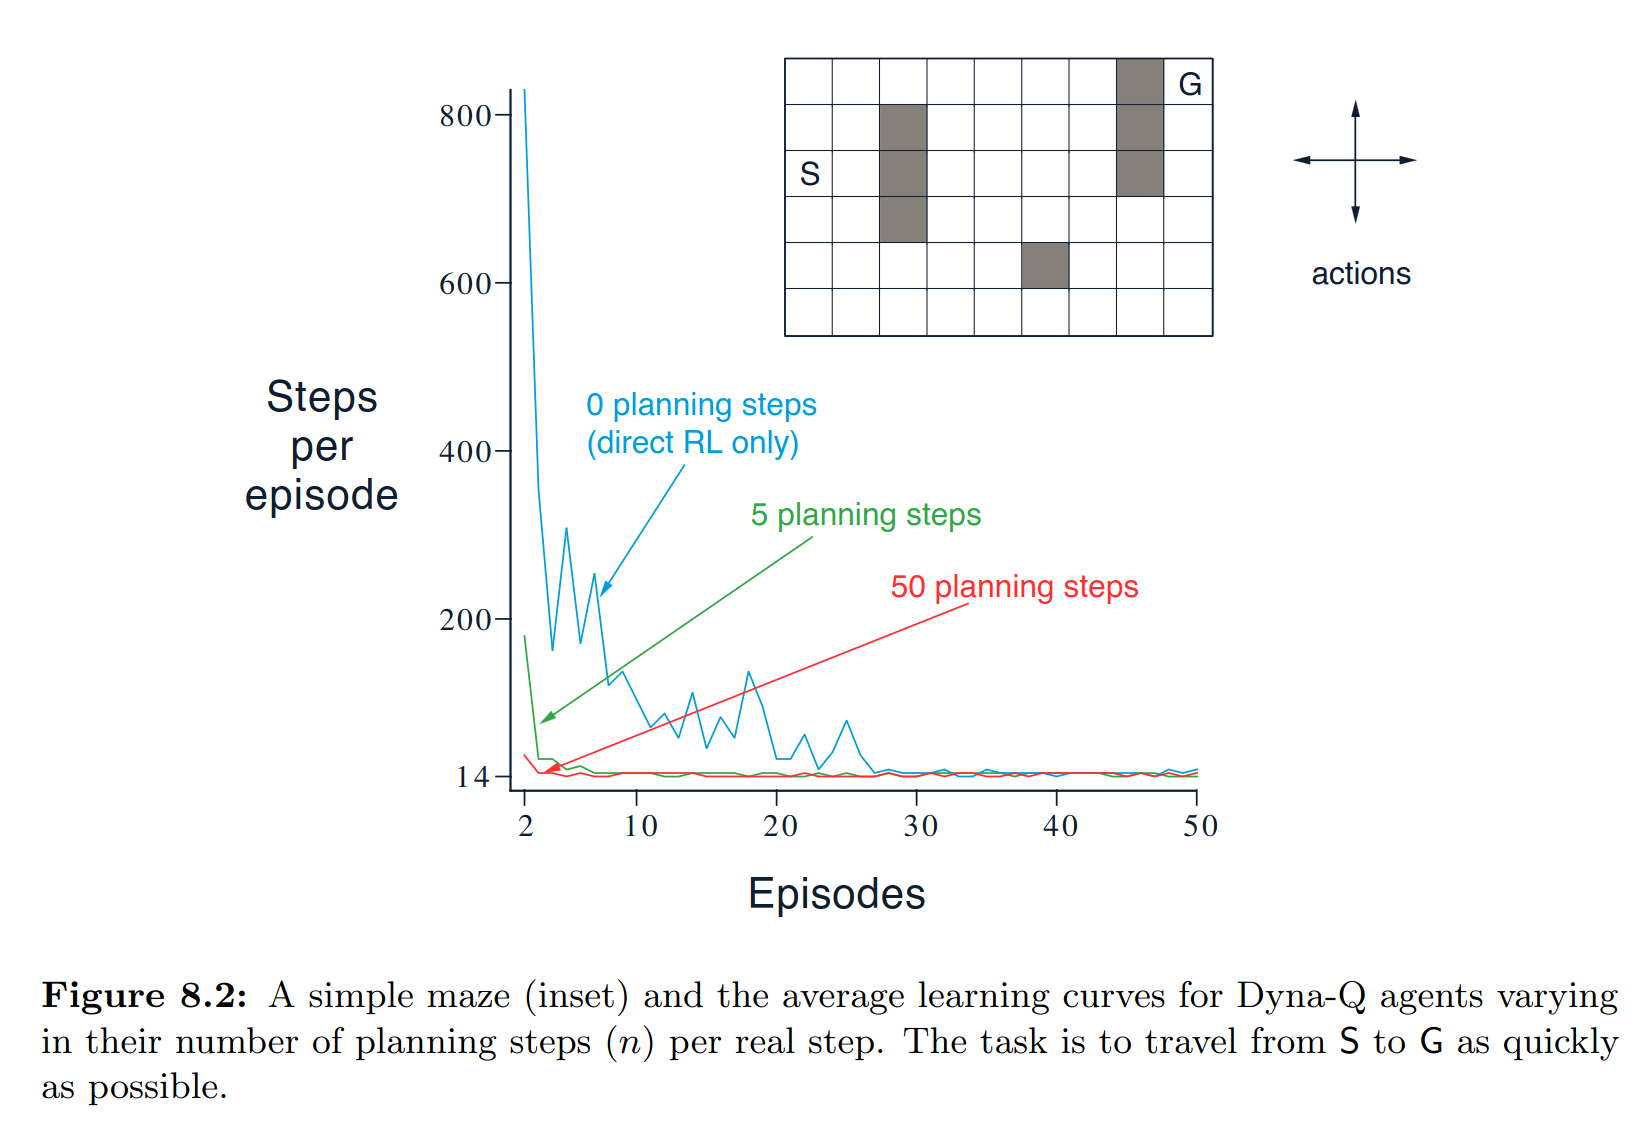 G
S
actions
800
600
400
200
14
Steps
per
episode
0 planning steps
(direct RL only)
5 planning steps
50 planning steps
2 10 20 30 40 50
Episodes
Figure 8.2: A simple maze (inset) and the average learning curves for Dyna-Q agents varying
in their number of planning steps (n) per real step. The task is to travel from S to G as quickly
as possible.